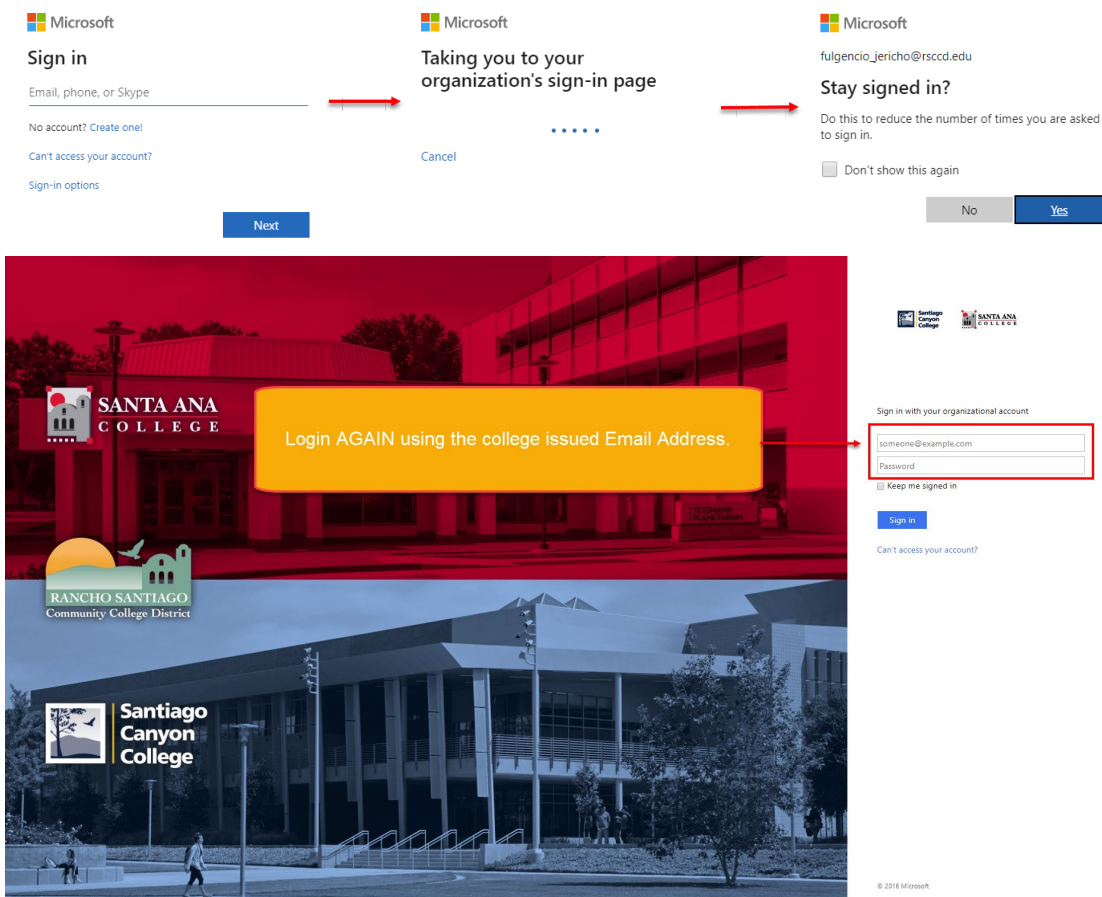 Microsoft
Sign in
Email, phone, or Skype
No account? Create one!
Can't access your account?
Sign-in options
Next
Microsoft
Taking you to your
organization's sign-in page
Cancel
Microsoft
fulgencio_jericho@rsccd.edu
Stay signed in?
Do this to reduce the number of times you are asked
to sign in.
Don't show this again
No
Yes
SANTA ANA
COLLEGE
Login AGAIN using the college issued Email Address.
TESSMANN
PLANETARIUM
RANCHO SANTIAGO
Community College District
Santiago
Canyon
College
Santiago
Canyon
College
SANTA ANA
COLLEGE
Sign in with your organizational account
someone@example.com
Password
Keep me signed in
Sign in
Can't access your account?
© 2016 Microsoft